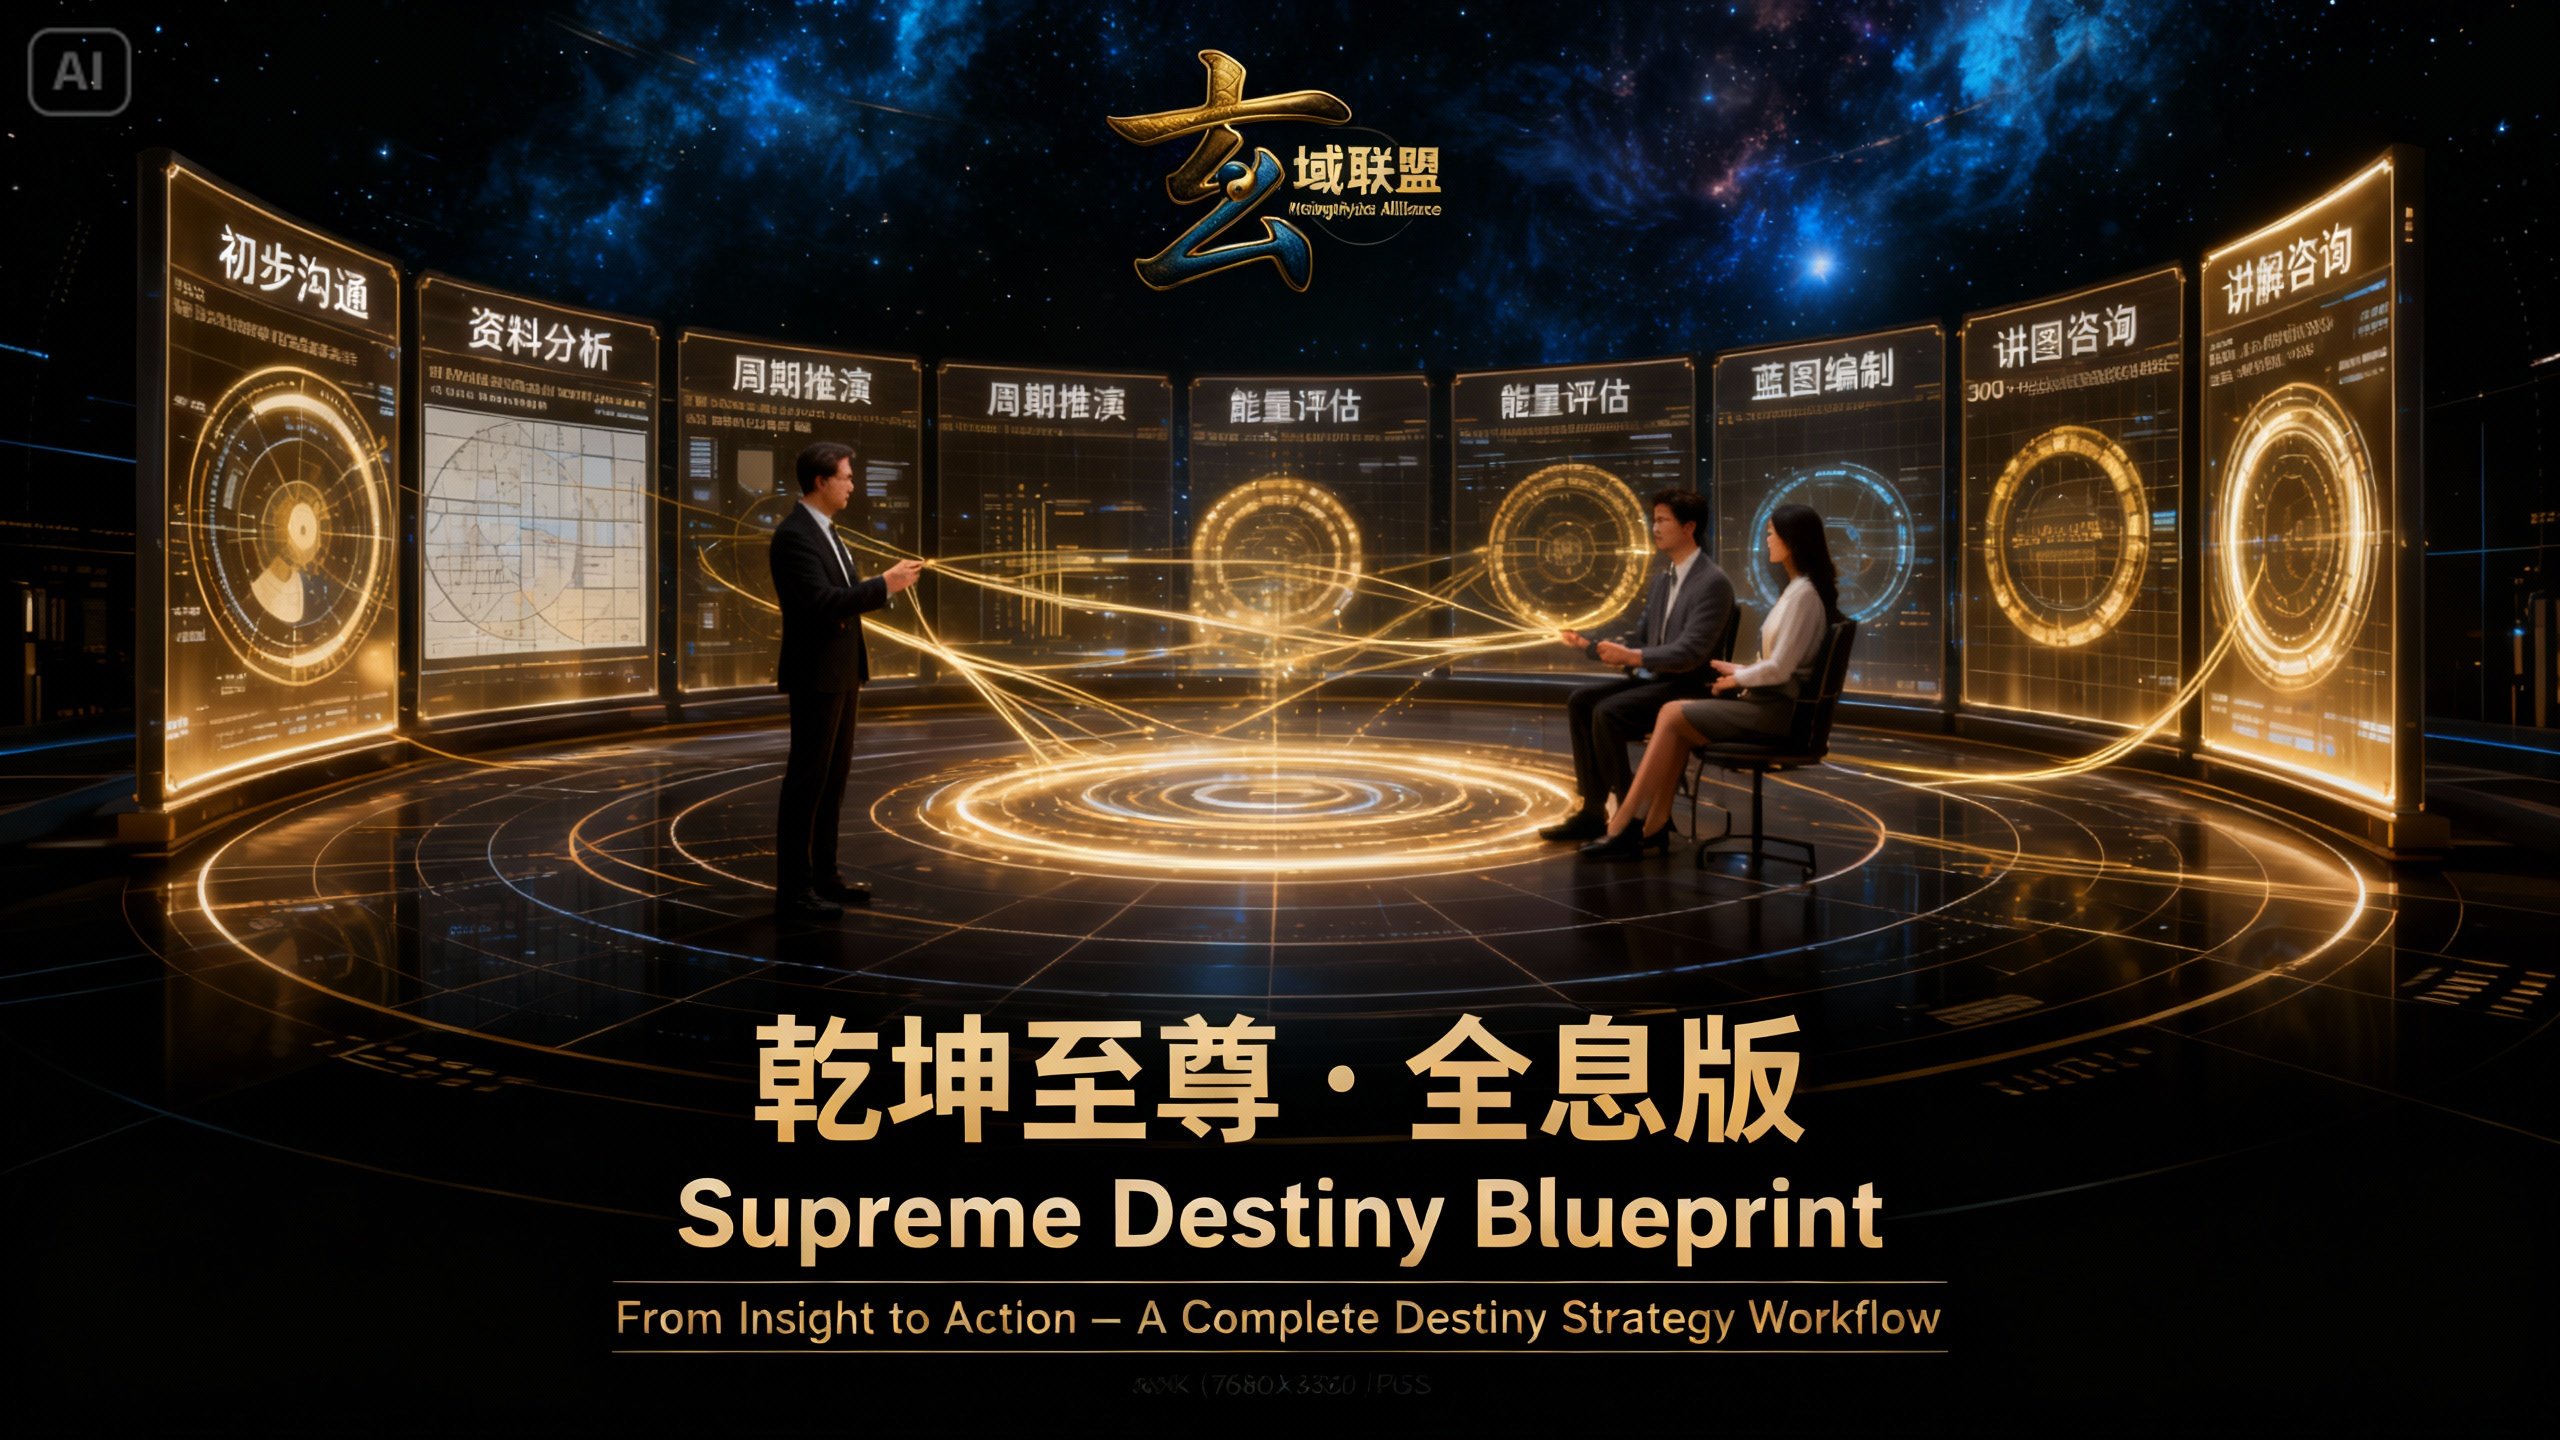 AI
玄
域联盟
初步沟通
资料分析
周期推演
周期推演
能量评估
能量评估
蓝图编制
讲图咨询
讲解咨询
乾坤至尊·全息版
Supreme Destiny Blueprint
From Insight to Action — A Complete Destiny Strategy Workflow